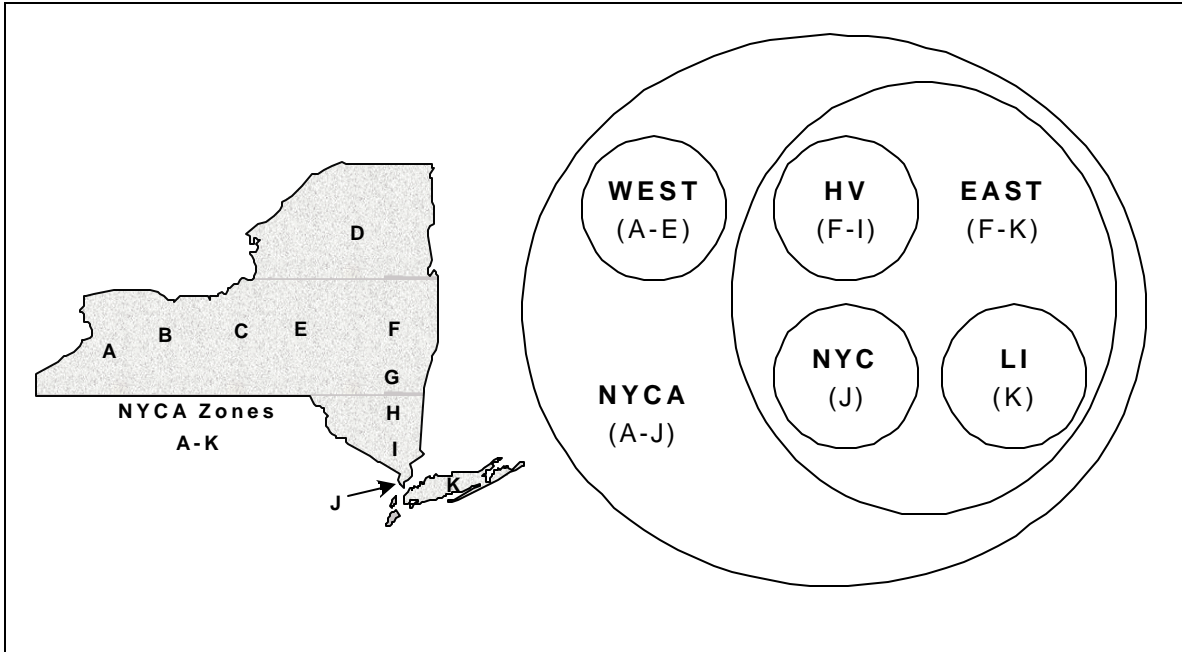 D
A
B
C
E
F
G
H
I
J
K
NYCA Zones
A-K
WEST
(A-E)
HV
(F-I)
EAST
(F-K)
NYC
(J)
LI
(K)
NYCA
(A-J)